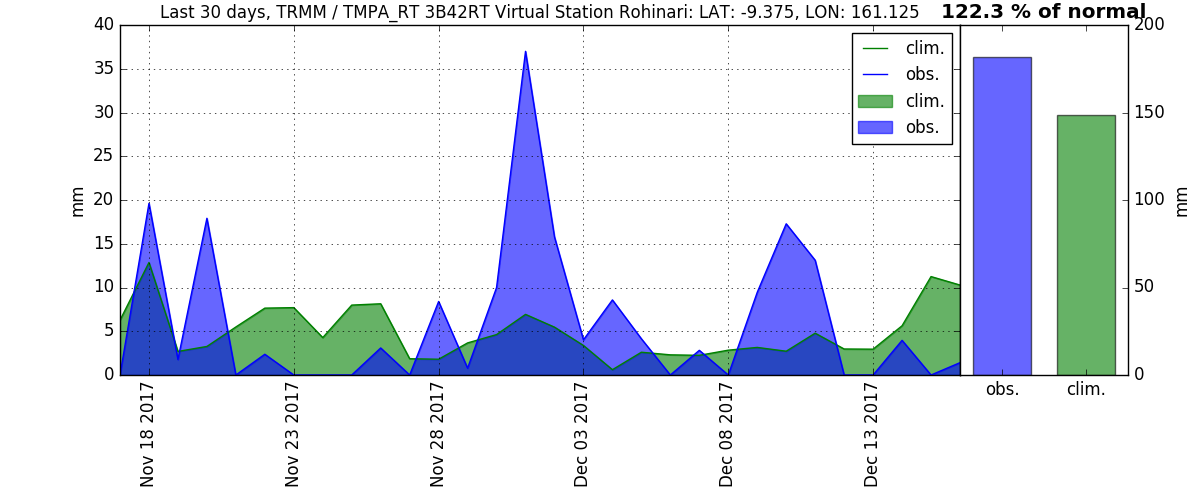 Last 30 days, TRMM / TMPA_RT 3B42RT Virtual Station Rohinari: LAT: -9.375, LON: 161.125
122.3 % of normal
40
35
30
25
20
15
10
5
0
mm
clim.
obs.
clim.
obs.
200
150
100
50
0
mm
obs.
clim.
Nov 18 2017
Nov 23 2017
Nov 28 2017
Dec 03 2017
Dec 08 2017
Dec 13 2017